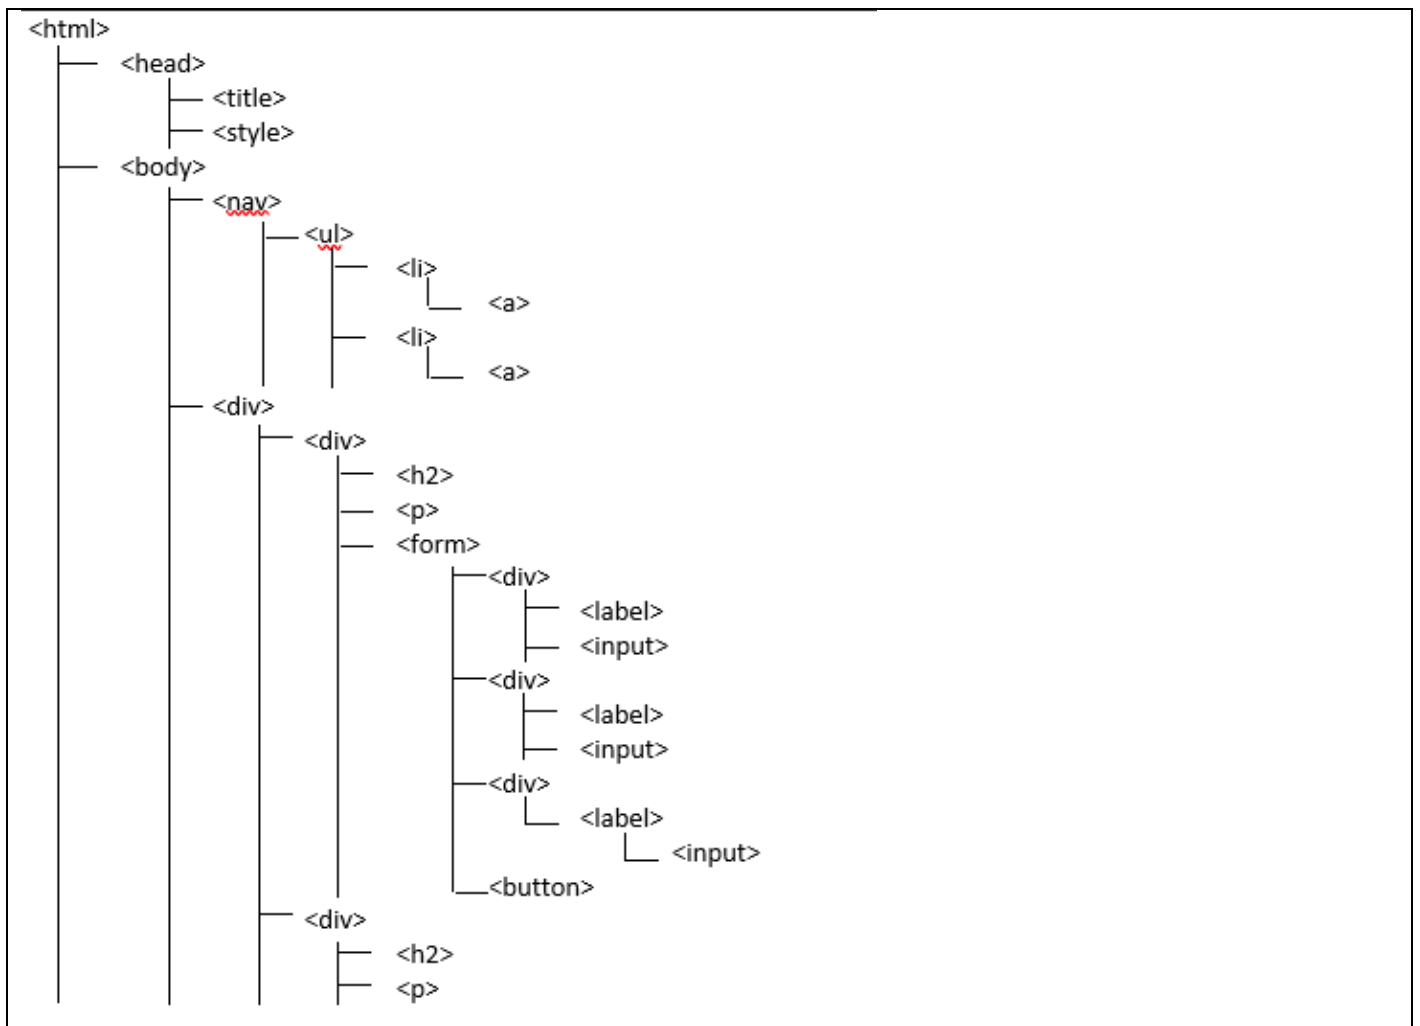 <html>
<head>
<title>
<style>
<body>
<nav>
<ul>
<li>
<a>
<li>
<a>
<div>
<div>
<h2>
<p>
<form>
<div>
<label>
<input>
<div>
<label>
<input>
<div>
<label>
<input>
<button>
<div>
<h2>
<p>